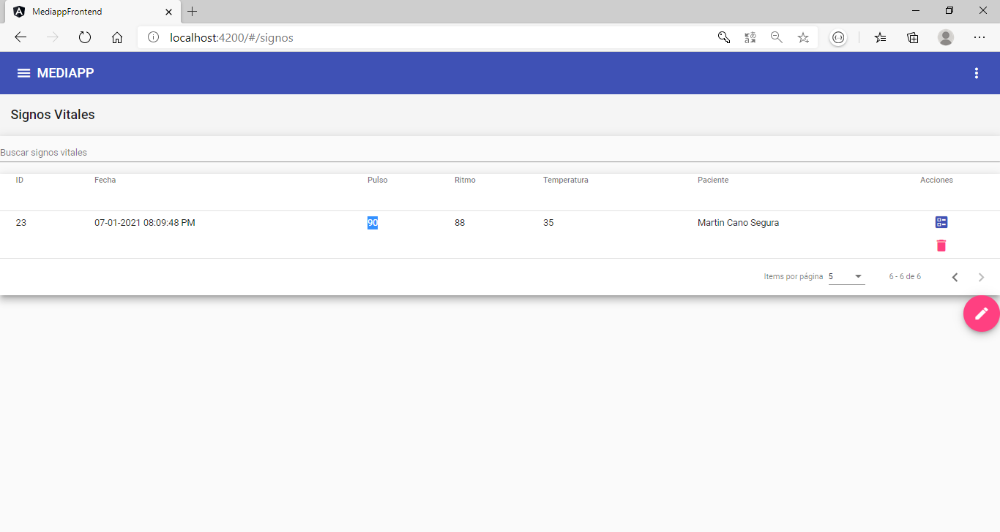 MediappFrontend
localhost:4200/#/signos
MEDIAPP
Signos Vitales
Buscar signos vitales
ID Fecha Pulso Ritmo Temperatura Paciente Acciones
23 07-01-2021 08:09:48 PM 90 88 35 Martin Cano Segura
Items por página 5 6 - 6 de 6